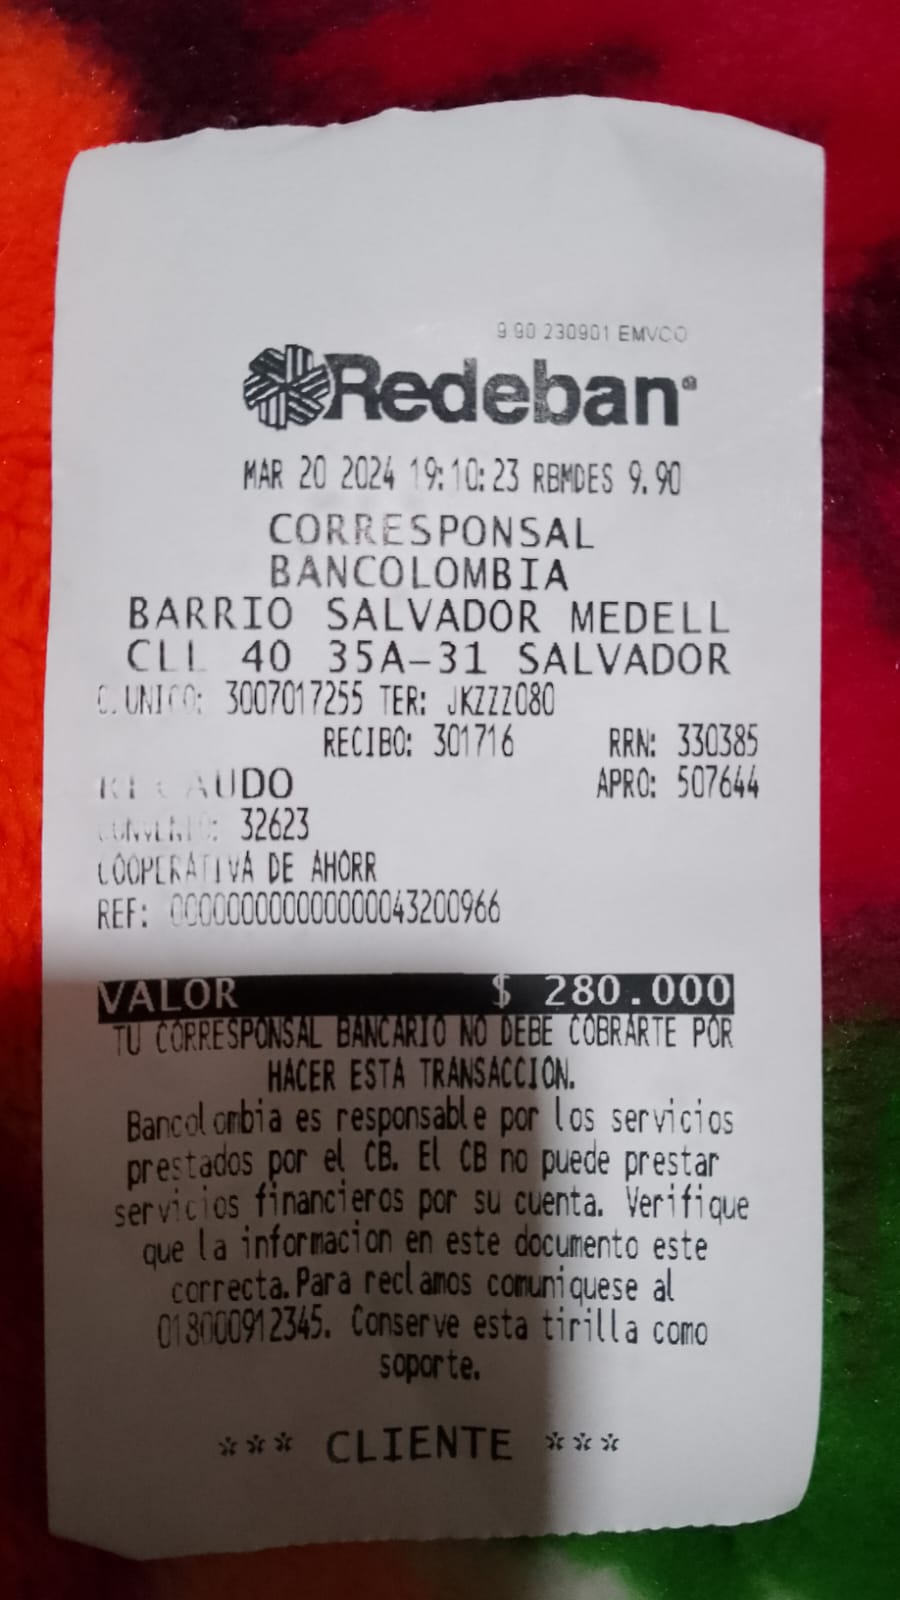 9.90 230901 EMVCO
Redeban®
MAR 20 2024 19:10:23 RBMDES 9.90
CORRESPONSAL
BANCOLOMBIA
BARRIO SALVADOR MEDELL
CLL 40 35A-31 SALVADOR
C.UNICO: 3007017255 TER: JKZZZ080
RECIBO: 301716 RRN: 330385
RECAUDO APRO: 507644
CONVENIO: 32623
COOPERATIVA DE AHORR
REF: 000000000000000043200966
VALOR $ 280.000
TU CORRESPONSAL BANCARIO NO DEBE COBRARTE POR
HACER ESTA TRANSACCION.
Bancolombia es responsable por los servicios
prestados por el CB. El CB no puede prestar
servicios financieros por su cuenta. Verifique
que la informacion en este documento este
correcta.Para reclamos comuniquese al
018000912345. Conserve esta tirilla como
soporte.
*** CLIENTE ***